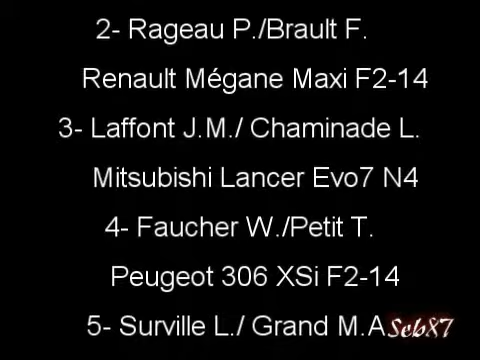 2- Rageau P./Brault F.
Renault Mégane Maxi F2-14
3- Laffont J.M./ Chaminade L.
Mitsubishi Lancer Evo7 N4
4- Faucher W./Petit T.
Peugeot 306 XSi F2-14
5- Surville L./ Grand M.A
Seb87